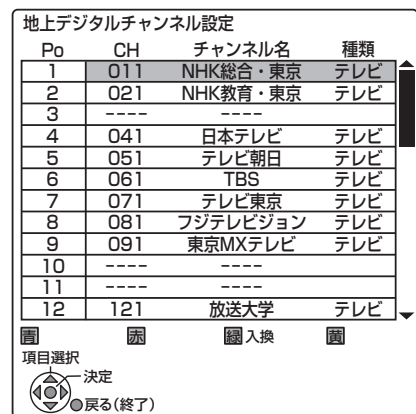 地上デジタルチャンネル設定
Po CH チャンネル名 種類
1 011 NHK総合・東京 テレビ
2 021 NHK教育・東京 テレビ
3 ---- ----
4 041 日本テレビ テレビ
5 051 テレビ朝日 テレビ
6 061 TBS テレビ
7 071 テレビ東京 テレビ
8 081 フジテレビジョン テレビ
9 091 東京MXテレビ テレビ
10 ---- ----
11 ---- ----
12 121 放送大学 テレビ
青 赤 緑 入換 黄
項目選択
決定
戻る(終了)